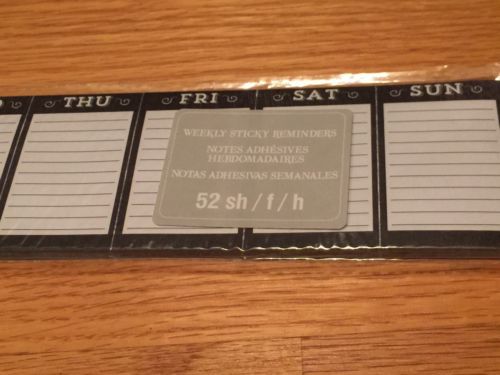 THU FRI SAT SUN
WEEKLY STICKY REMINDERS
NOTES ADHÉSIVES
HEBDOMADAIRES
NOTAS ADHESIVAS SEMANALES
52 sh / f / h